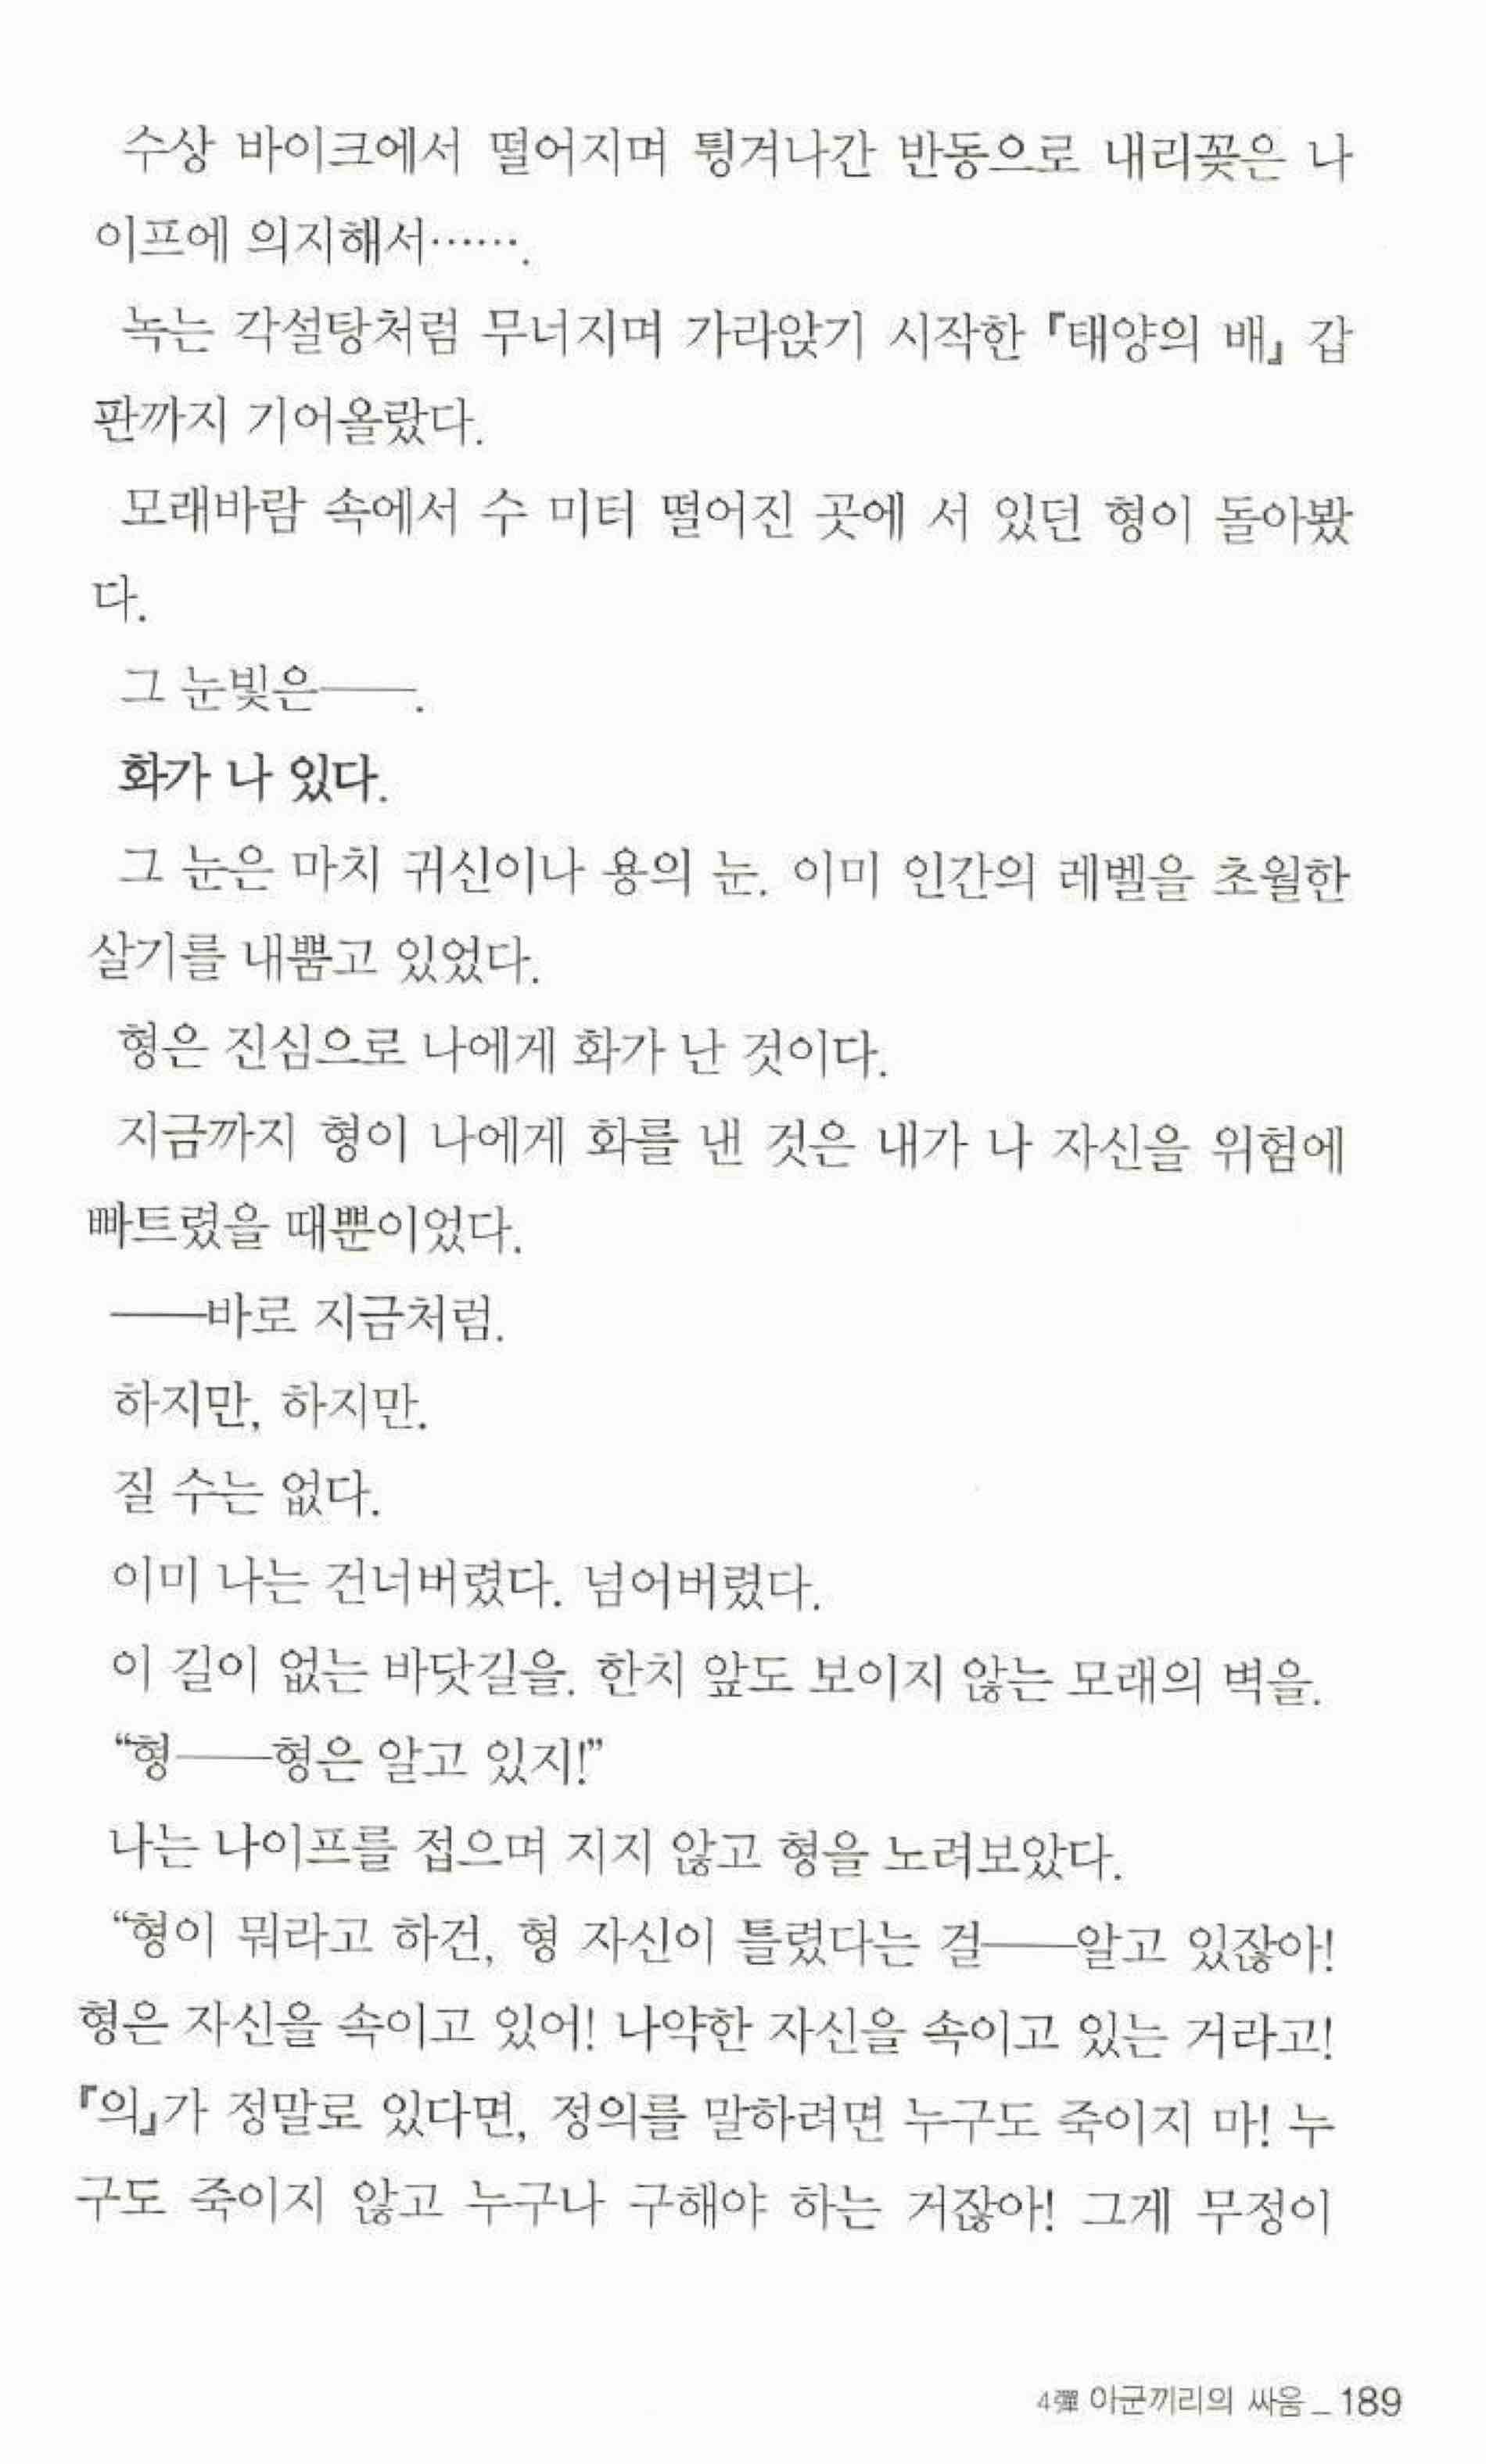 수상 바이크에서 떨어지며 튕겨나간 반동으로 내리꽂은 나
이프에 의지해서…….
녹는 각설탕처럼 무너지며 가라앉기 시작한 『태양의 배』 갑
판까지 기어올랐다.
모래바람 속에서 수 미터 떨어진 곳에 서 있던 형이 돌아봤
다.
그 눈빛은――.
화가 나 있다.
그 눈은 마치 귀신이나 용의 눈. 이미 인간의 레벨을 초월한
살기를 내뿜고 있었다.
형은 진심으로 나에게 화가 난 것이다.
지금까지 형이 나에게 화를 낸 것은 내가 나 자신을 위험에
빠트렸을 때뿐이었다.
――바로 지금처럼.
하지만, 하지만.
질 수는 없다.
이미 나는 건너버렸다. 넘어버렸다.
이 길이 없는 바닷길을. 한치 앞도 보이지 않는 모래의 벽을.
“형――형은 알고 있지!”
나는 나이프를 접으며 지지 않고 형을 노려보았다.
“형이 뭐라고 하건, 형 자신이 틀렸다는 걸――알고 있잖아!
형은 자신을 속이고 있어! 나약한 자신을 속이고 있는 거라고!
『의』가 정말로 있다면, 정의를 말하려면 누구도 죽이지 마! 누
구도 죽이지 않고 누구나 구해야 하는 거잖아! 그게 무정이
4彈 아군끼리의 싸움 _ 189